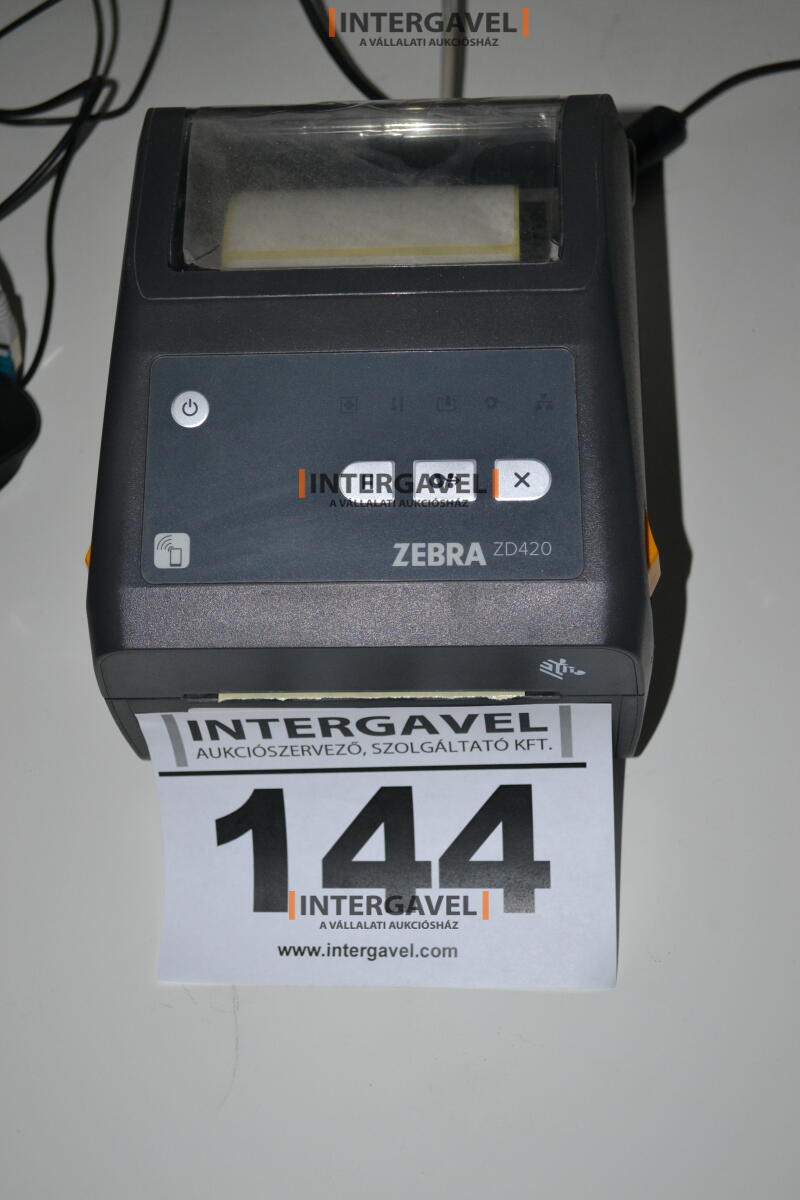 INTERGAVEL
A VÁLLALATI AUKCIÓSHÁZ
INTERGAVEL
A VÁLLALATI AUKCIÓSHÁZ
ZEBRA ZD420
INTERGAVEL
AUKCIÓSZERVEZŐ, SZOLGÁLTATÓ KFT.
144
INTERGAVEL
A VÁLLALATI AUKCIÓSHÁZ
www.intergavel.com